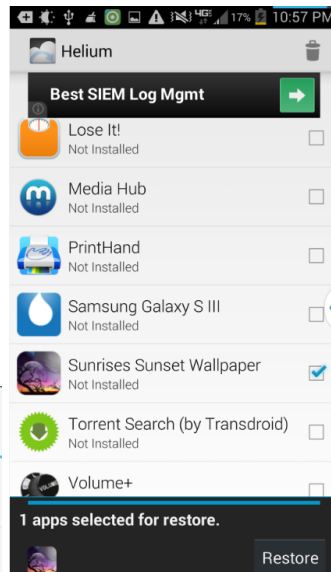 4G
17% 10:57 PM
Helium
Best SIEM Log Mgmt
Lose It!
Not Installed
Media Hub
Not Installed
PrintHand
Not Installed
Samsung Galaxy S III
Not Installed
Sunrises Sunset Wallpaper
Not Installed
Torrent Search (by Transdroid)
Not Installed
Volume+
1 apps selected for restore.
Restore